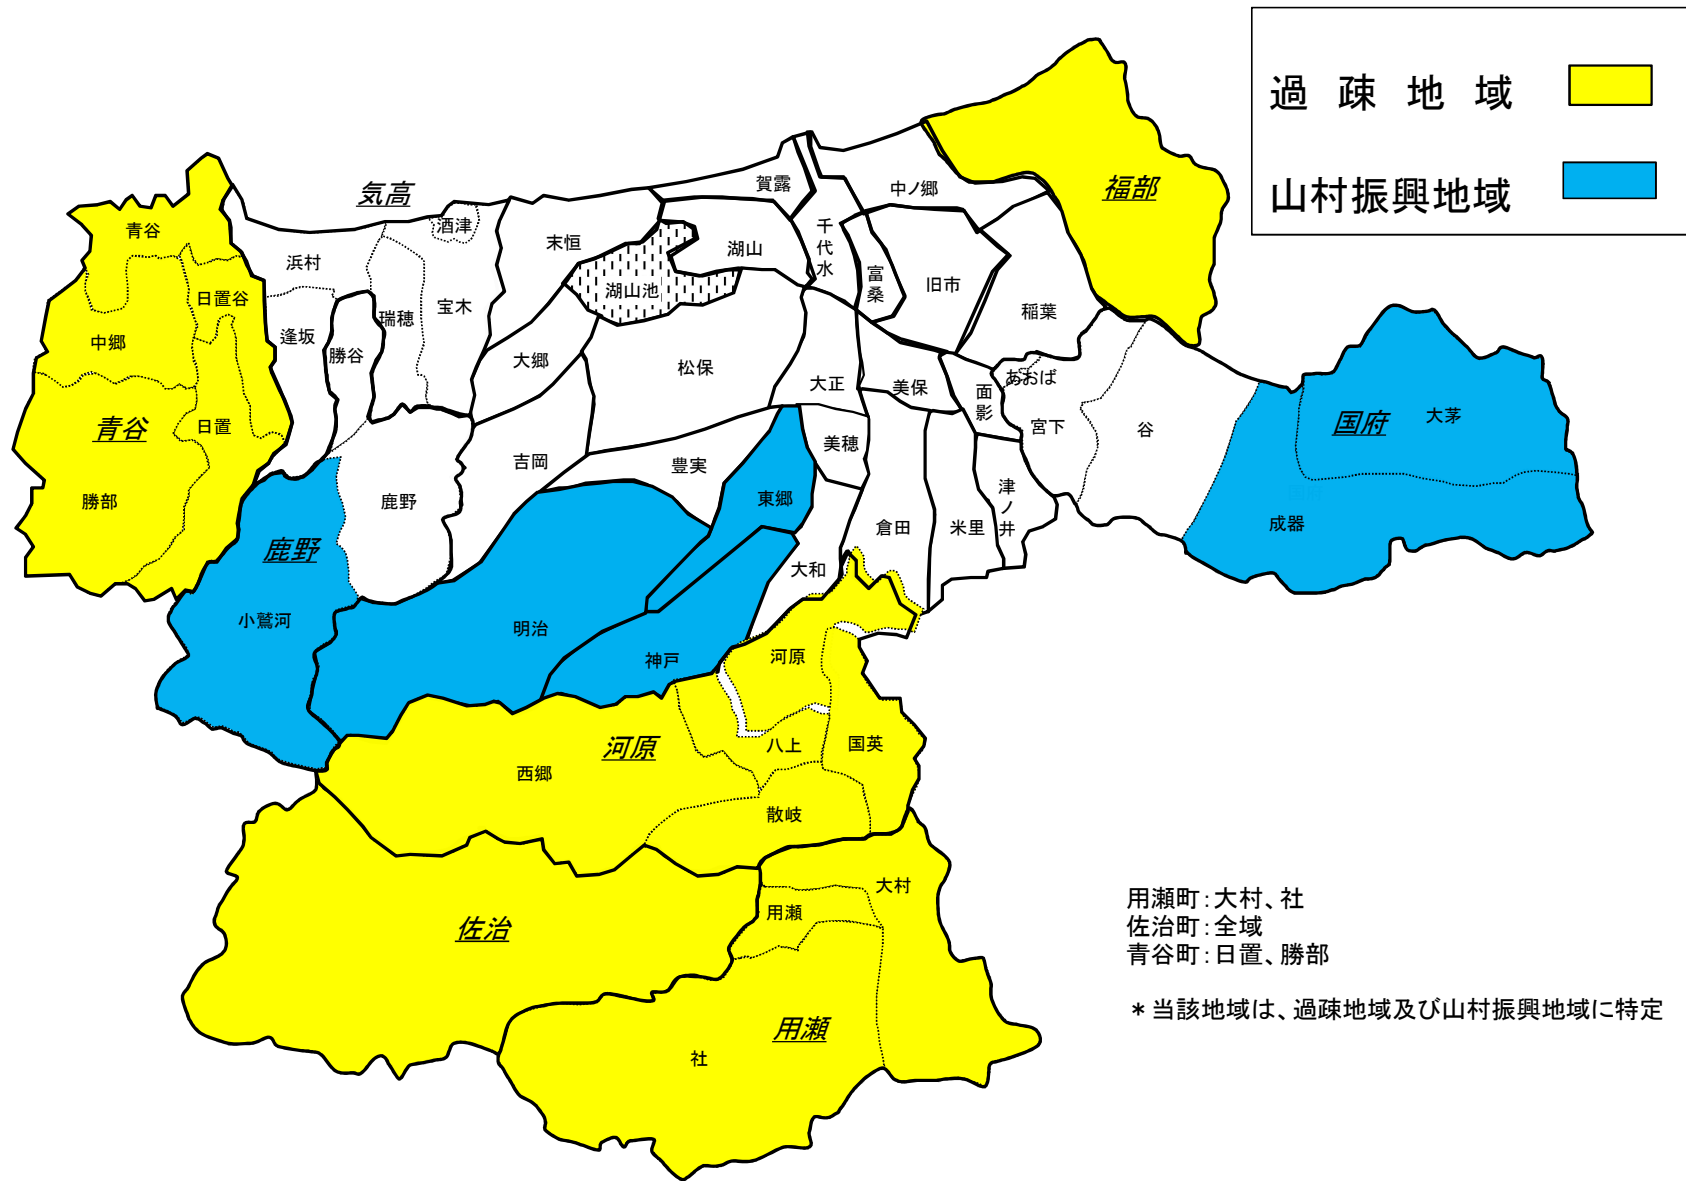 過疎地域
山村振興地域
福部
気高
賀露
中ノ郷
酒津
青谷
末恒
湖山
千代水
浜村
富桑
旧市
日置谷
湖山池
宝木
稲葉
瑞穂
逢坂
中郷
勝谷
大郷
松保
あおば
大正
美保
面影
国府
大茅
青谷
日置
宮下
谷
美穂
吉岡
豊実
鹿野
東郷
津ノ井
勝部
倉田
米里
成器
鹿野
大和
小鷲河
明治
神戸
河原
河原
八上
国英
西郷
散岐
大村
用瀬
佐治
用瀬
社
用瀬町：大村、社
佐治町：全域
青谷町：日置、勝部
＊当該地域は、過疎地域及び山村振興地域に特定